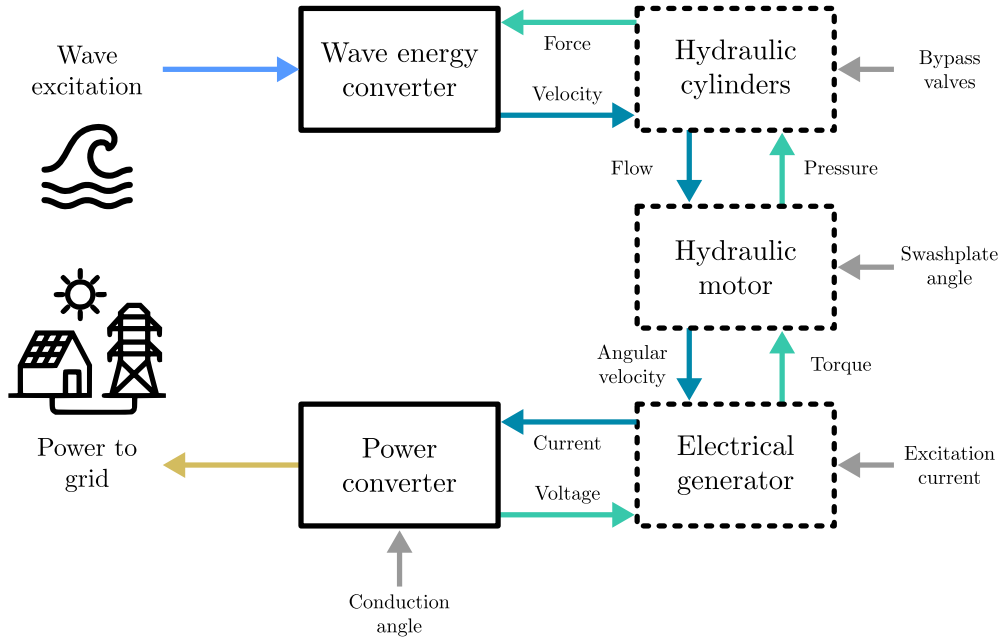 Wave
excitation
Wave energy
converter
Force
Velocity
Hydraulic
cylinders
Bypass
valves
Flow
Pressure
Hydraulic
motor
Swashplate
angle
Angular
velocity
Torque
Power to
grid
Power
converter
Current
Voltage
Electrical
generator
Excitation
current
Conduction
angle